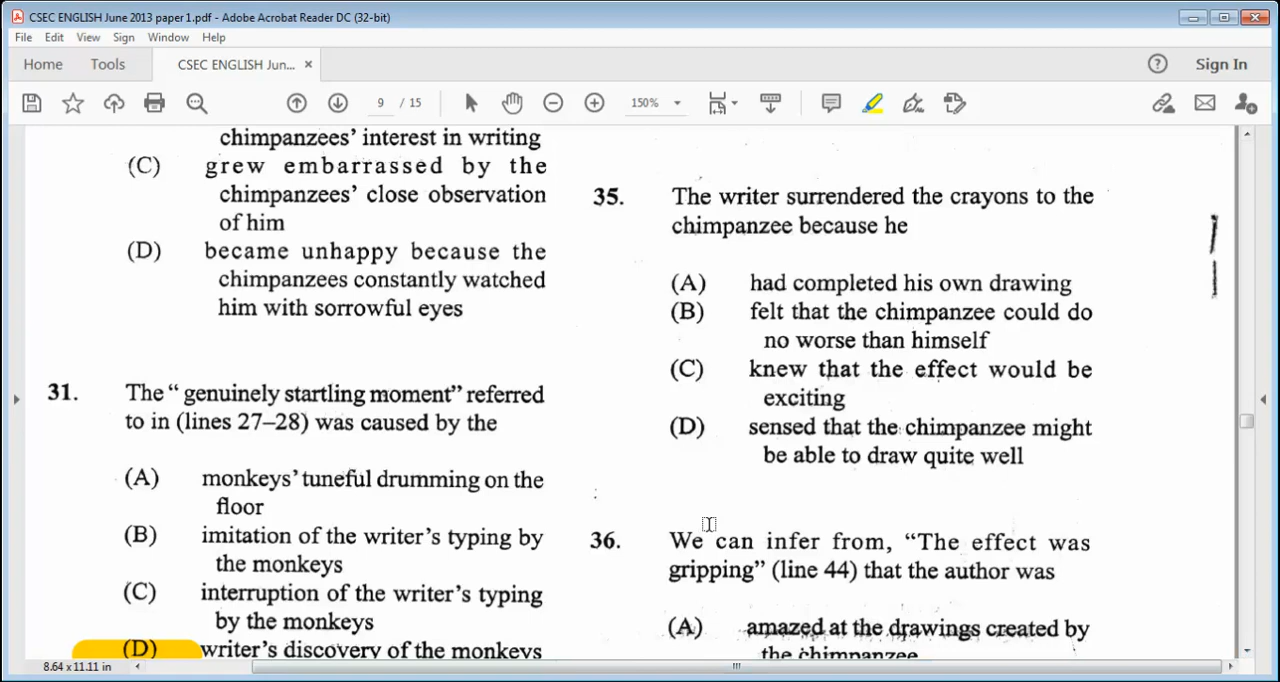 CSEC ENGLISH June 2013 paper 1.pdf - Adobe Acrobat Reader DC (32-bit)
File Edit View Sign Window Help
Home Tools CSEC ENGLISH Jun... × ? Sign In
9 / 15 150%
chimpanzees' interest in writing
(C) grew embarrassed by the
chimpanzees' close observation
of him
(D) became unhappy because the
chimpanzees constantly watched
him with sorrowful eyes
31. The " genuinely startling moment" referred
to in (lines 27–28) was caused by the
(A) monkeys' tuneful drumming on the
floor
(B) imitation of the writer's typing by
the monkeys
(C) interruption of the writer's typing
by the monkeys
(D) writer's discovery of the monkeys
35. The writer surrendered the crayons to the
chimpanzee because he
(A) had completed his own drawing
(B) felt that the chimpanzee could do
no worse than himself
(C) knew that the effect would be
exciting
(D) sensed that the chimpanzee might
be able to draw quite well
36. We can infer from, "The effect was
gripping" (line 44) that the author was
(A) amazed at the drawings created by
the chimpanzee
8.64 x 11.11 in